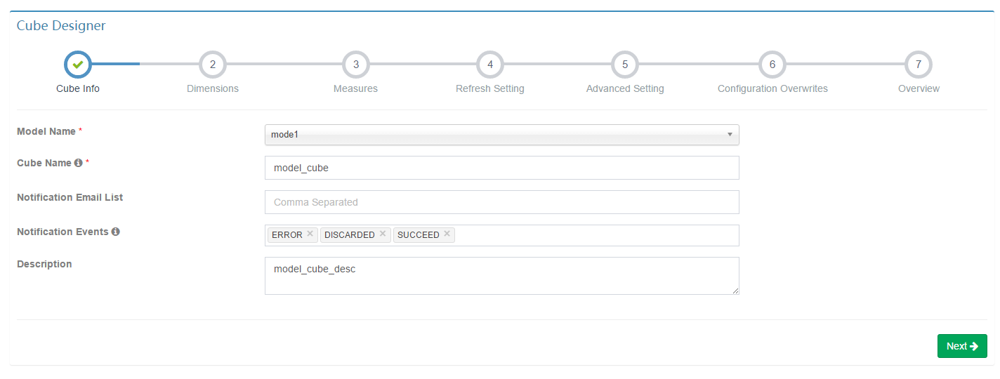 Cube Designer
2 3 4 5 6 7
Cube Info Dimensions Measures Refresh Setting Advanced Setting Configuration Overwrites Overview
Model Name * mode1
Cube Name * model_cube
Notification Email List Comma Separated
Notification Events ERROR × DISCARDED × SUCCEED ×
Description model_cube_desc
Next